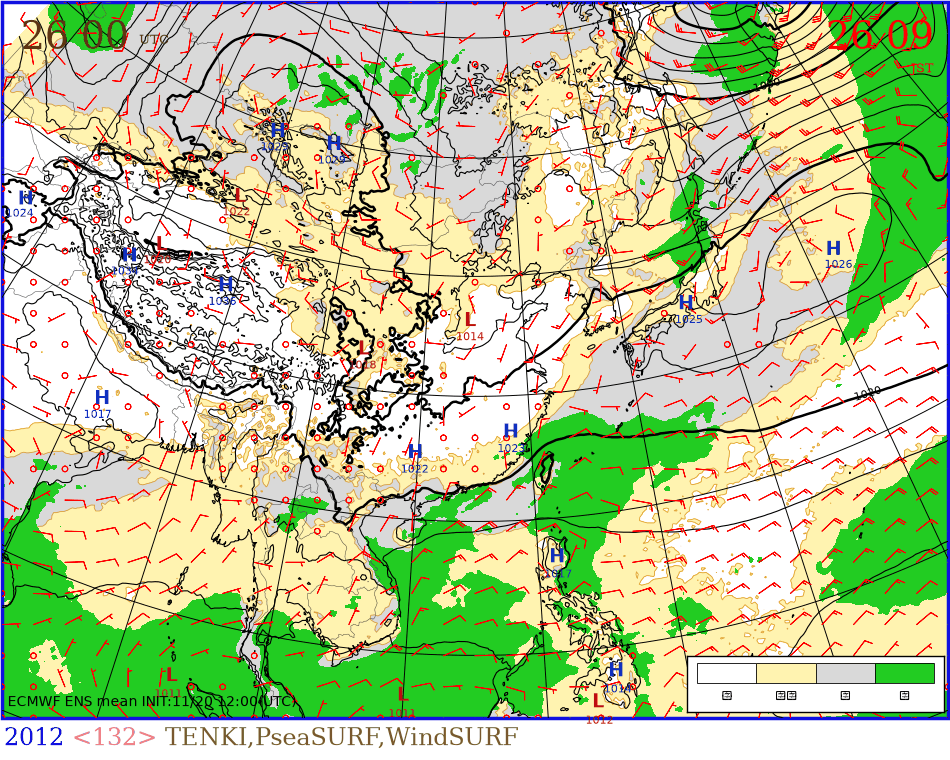 26 00 UTC
26 09
JST
H
1025
H
1029
1020
H
1024
L
1022
L
H
H
1036
H
1026
H
1025
L
1014
L
1018
H
1017
1020
H
1022
H
1023
H
1017
H
L
1011
L
1011
L
1012
ECMWF ENS mean INIT:11/20 12:00(UTC)
2012 <132> TENKI,PseaSURF,WindSURF